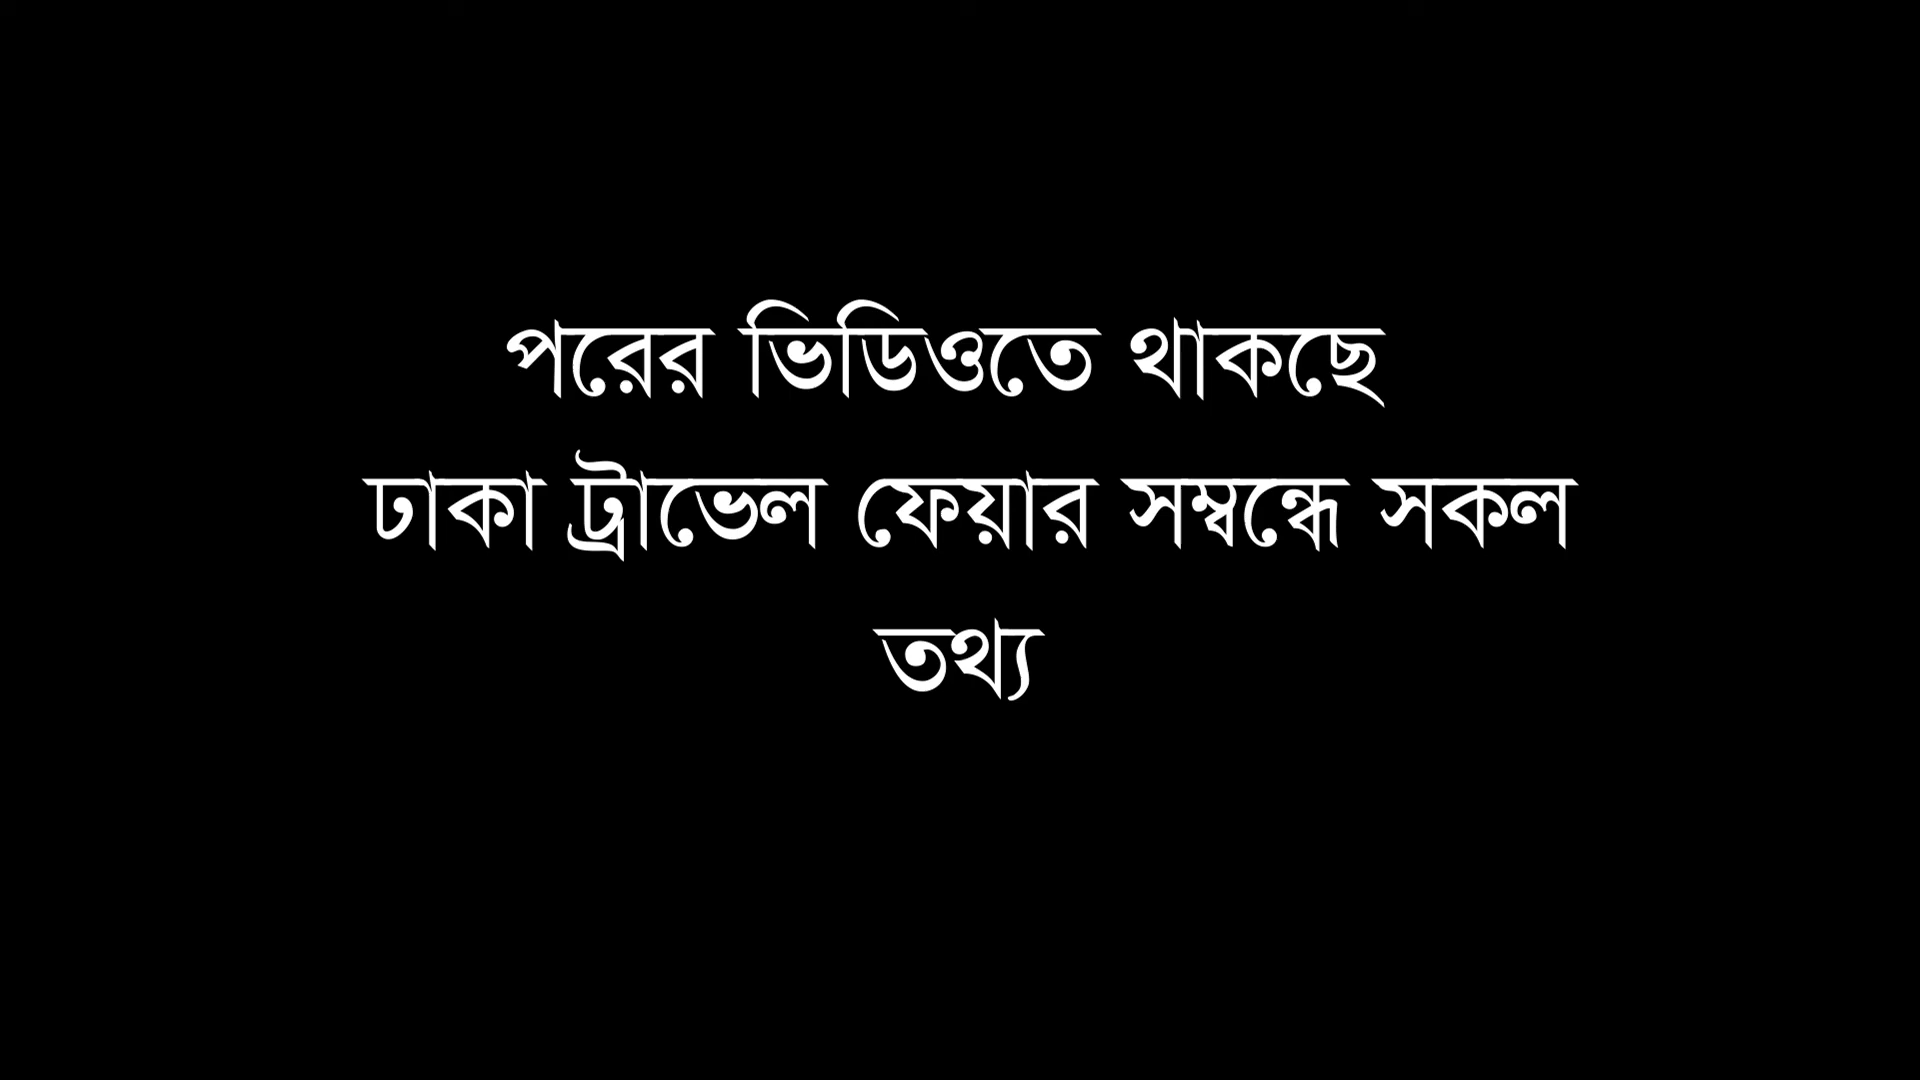 পরের ভিডিওতে থাকছে
ঢাকা ট্রাভেল ফেয়ার সম্বন্ধে সকল
তথ্য